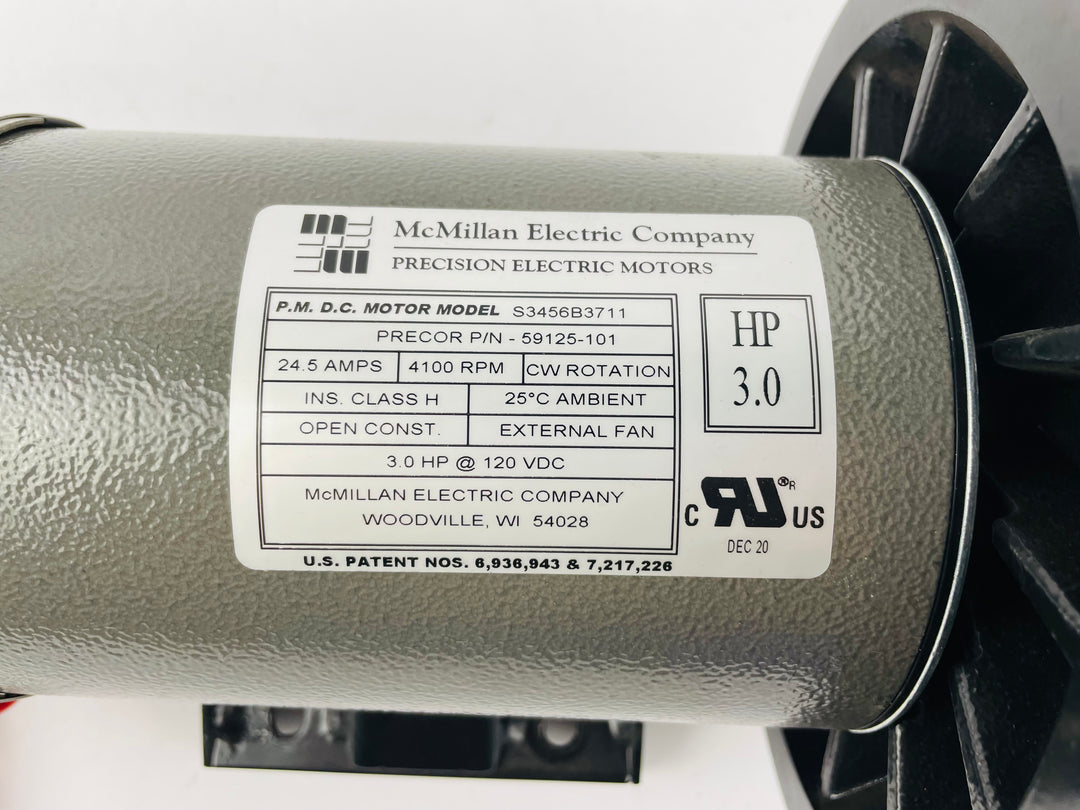 McMillan Electric Company
PRECISION ELECTRIC MOTORS
P.M. D.C. MOTOR MODEL S3456B3711
PRECOR P/N - 59125-101
24.5 AMPS 4100 RPM CW ROTATION
INS. CLASS H 25°C AMBIENT
OPEN CONST. EXTERNAL FAN
3.0 HP @ 120 VDC
McMILLAN ELECTRIC COMPANY
WOODVILLE, WI 54028
U.S. PATENT NOS. 6,936,943 & 7,217,226
HP
3.0
C RU® US
DEC 20